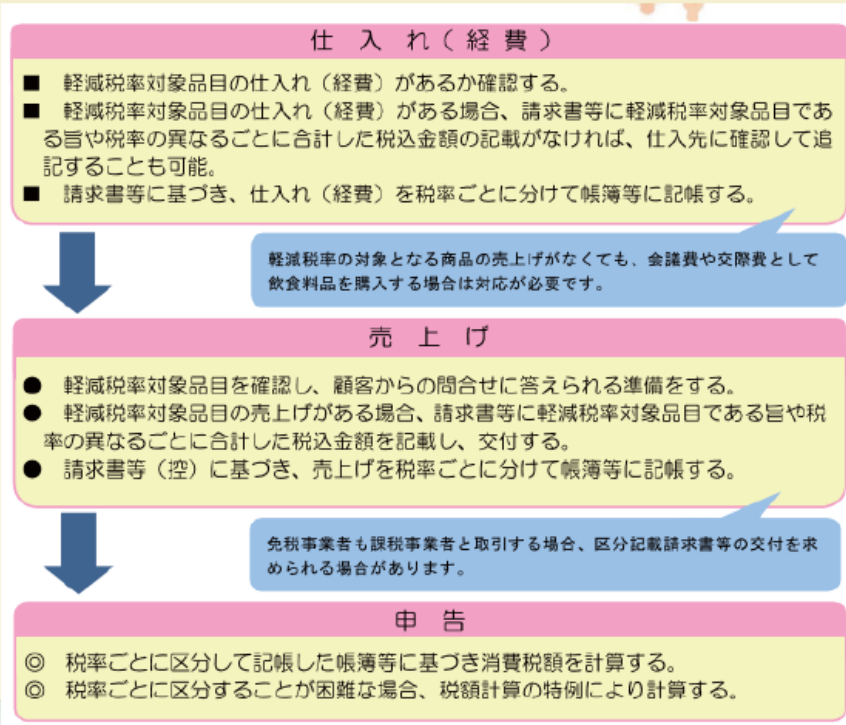 仕 入 れ（ 経 費 ）
■ 軽減税率対象品目の仕入れ（経費）があるか確認する。
■ 軽減税率対象品目の仕入れ（経費）がある場合、請求書等に軽減税率対象品目であ
る旨や税率の異なるごとに合計した税込金額の記載がなければ、仕入先に確認して追
記することも可能。
■ 請求書等に基づき、仕入れ（経費）を税率ごとに分けて帳簿等に記帳する。
軽減税率の対象となる商品の売上げがなくても、会議費や交際費として
飲食料品を購入する場合は対応が必要です。
売 上 げ
● 軽減税率対象品目を確認し、顧客からの問合せに答えられる準備をする。
● 軽減税率対象品目の売上げがある場合、請求書等に軽減税率対象品目である旨や税
率の異なるごとに合計した税込金額を記載し、交付する。
● 請求書等（控）に基づき、売上げを税率ごとに分けて帳簿等に記帳する。
免税事業者も課税事業者と取引する場合、区分記載請求書等の交付を求
められる場合があります。
申 告
◎ 税率ごとに区分して記帳した帳簿等に基づき消費税額を計算する。
◎ 税率ごとに区分することが困難な場合、税額計算の特例により計算する。